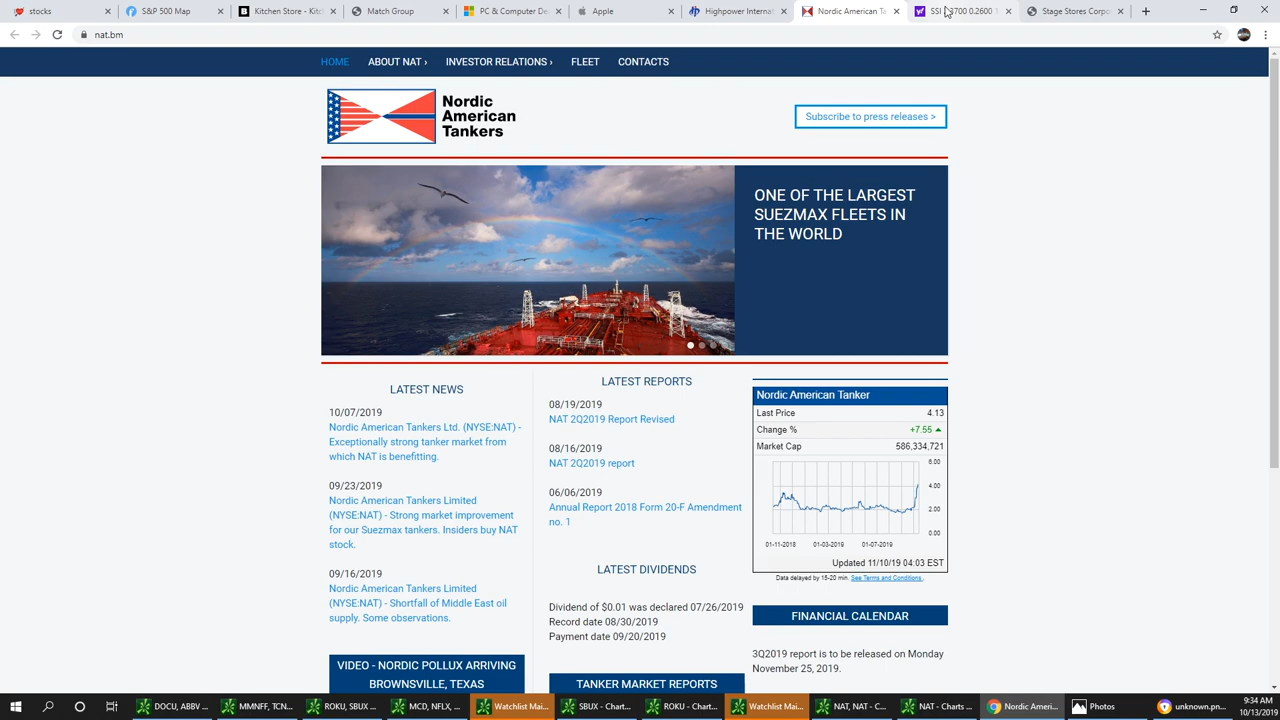 stocks
S&P 500 Map
Kitchen Store - Kitc
Match Group
PC & Computer De
Apple
Highpower Internat
Nordic American Ta
SSI
3700 0.2600
Stage Stores Corpo
nat.bm
HOME ABOUT NAT › INVESTOR RELATIONS › FLEET CONTACTS
Nordic
American
Tankers
Subscribe to press releases >
ONE OF THE LARGEST
SUEZMAX FLEETS IN
THE WORLD
LATEST NEWS
10/07/2019
Nordic American Tankers Ltd. (NYSE:NAT) -
Exceptionally strong tanker market from
which NAT is benefitting.
09/23/2019
Nordic American Tankers Limited
(NYSE:NAT) - Strong market improvement
for our Suezmax tankers. Insiders buy NAT
stock.
09/16/2019
Nordic American Tankers Limited
(NYSE:NAT) - Shortfall of Middle East oil
supply. Some observations.
VIDEO - NORDIC POLLUX ARRIVING
BROWNSVILLE, TEXAS
LATEST REPORTS
08/19/2019
NAT 2Q2019 Report Revised
08/16/2019
NAT 2Q2019 report
06/06/2019
Annual Report 2018 Form 20-F Amendment
no. 1
LATEST DIVIDENDS
Dividend of $0.01 was declared 07/26/2019
Record date 08/30/2019
Payment date 09/20/2019
TANKER MARKET REPORTS
Nordic American Tanker
Last Price 4.13
Change % +7.55
Market Cap 586,334,721
6.00
4.00
2.00
0.00
01-11-2018 01-03-2019 01-07-2019
Updated 11/10/19 04:03 EST
Data delayed by 15-20 min. See Terms and Conditions.
FINANCIAL CALENDAR
3Q2019 report is to be released on Monday
November 25, 2019.
DOCU, ABBV ...
MMNFF, TCN...
ROKU, SBUX ...
MCD, NFLX, ...
Watchlist Mai...
SBUX - Chart...
ROKU - Chart...
Watchlist Mai...
NAT, NAT - C...
NAT - Charts ...
Nordic Ameri...
Photos
unknown.pn...
9:34 AM
10/13/2019